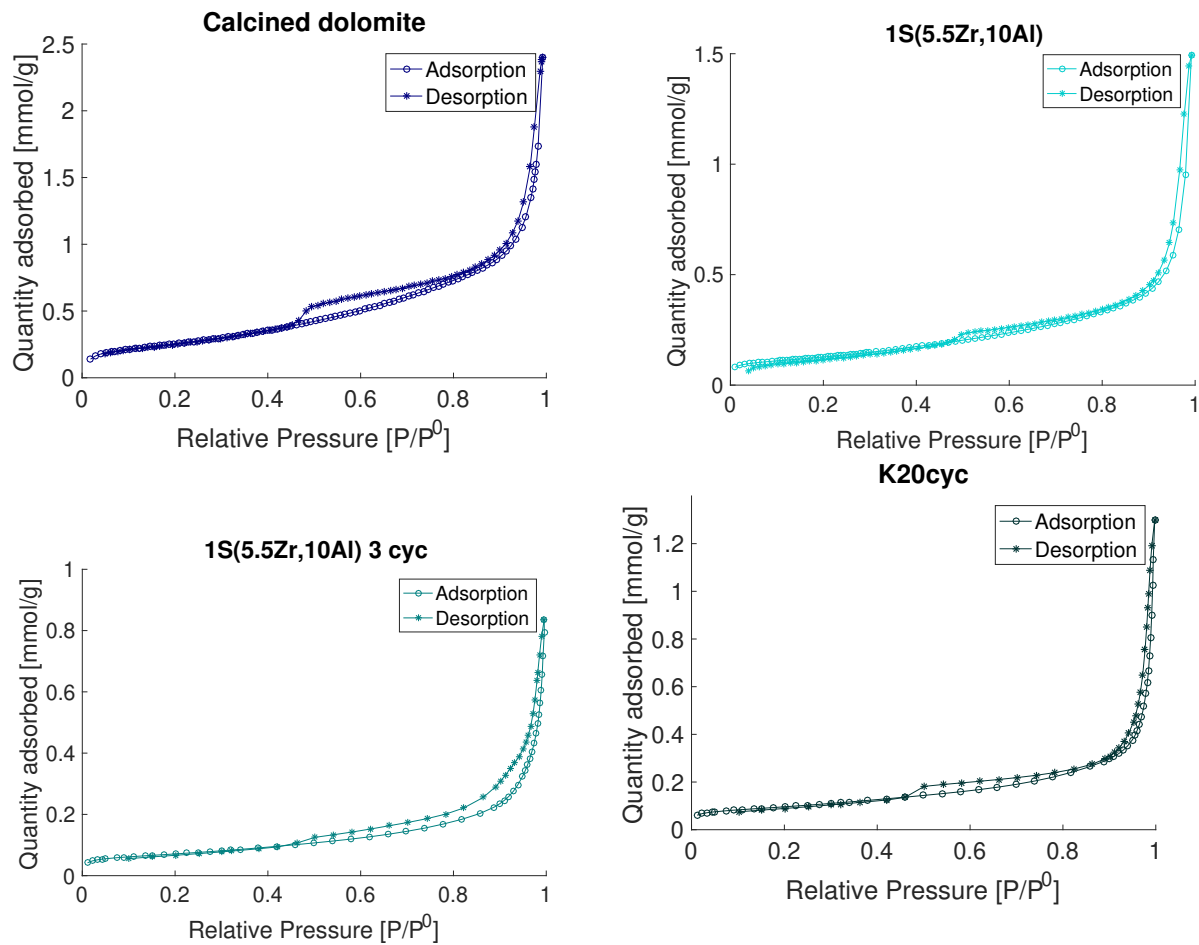 Calcined dolomite
Quantity adsorbed [mmol/g]
2.5
2
1.5
1
0.5
0
Adsorption
Desorption
0 0.2 0.4 0.6 0.8 1
Relative Pressure [P/P⁰]
1S(5.5Zr,10Al)
Quantity adsorbed [mmol/g]
1.5
1
0.5
0
Adsorption
Desorption
0 0.2 0.4 0.6 0.8 1
Relative Pressure [P/P⁰]
1S(5.5Zr,10Al) 3 cyc
Quantity adsorbed [mmol/g]
1
0.8
0.6
0.4
0.2
0
Adsorption
Desorption
0 0.2 0.4 0.6 0.8 1
Relative Pressure [P/P⁰]
K20cyc
Quantity adsorbed [mmol/g]
1.2
1
0.8
0.6
0.4
0.2
0
Adsorption
Desorption
0 0.2 0.4 0.6 0.8 1
Relative Pressure [P/P⁰]